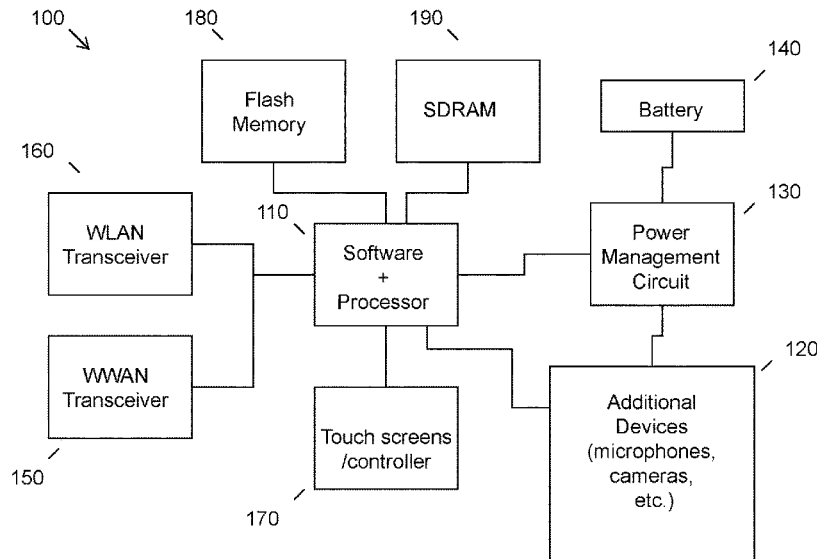 100
180
190
140
Flash
Memory
SDRAM
Battery
160
110
130
WLAN
Transceiver
Software
+
Processor
Power
Management
Circuit
WWAN
Transceiver
120
Touch screens
/controller
Additional
Devices
(microphones,
cameras,
etc.)
150
170